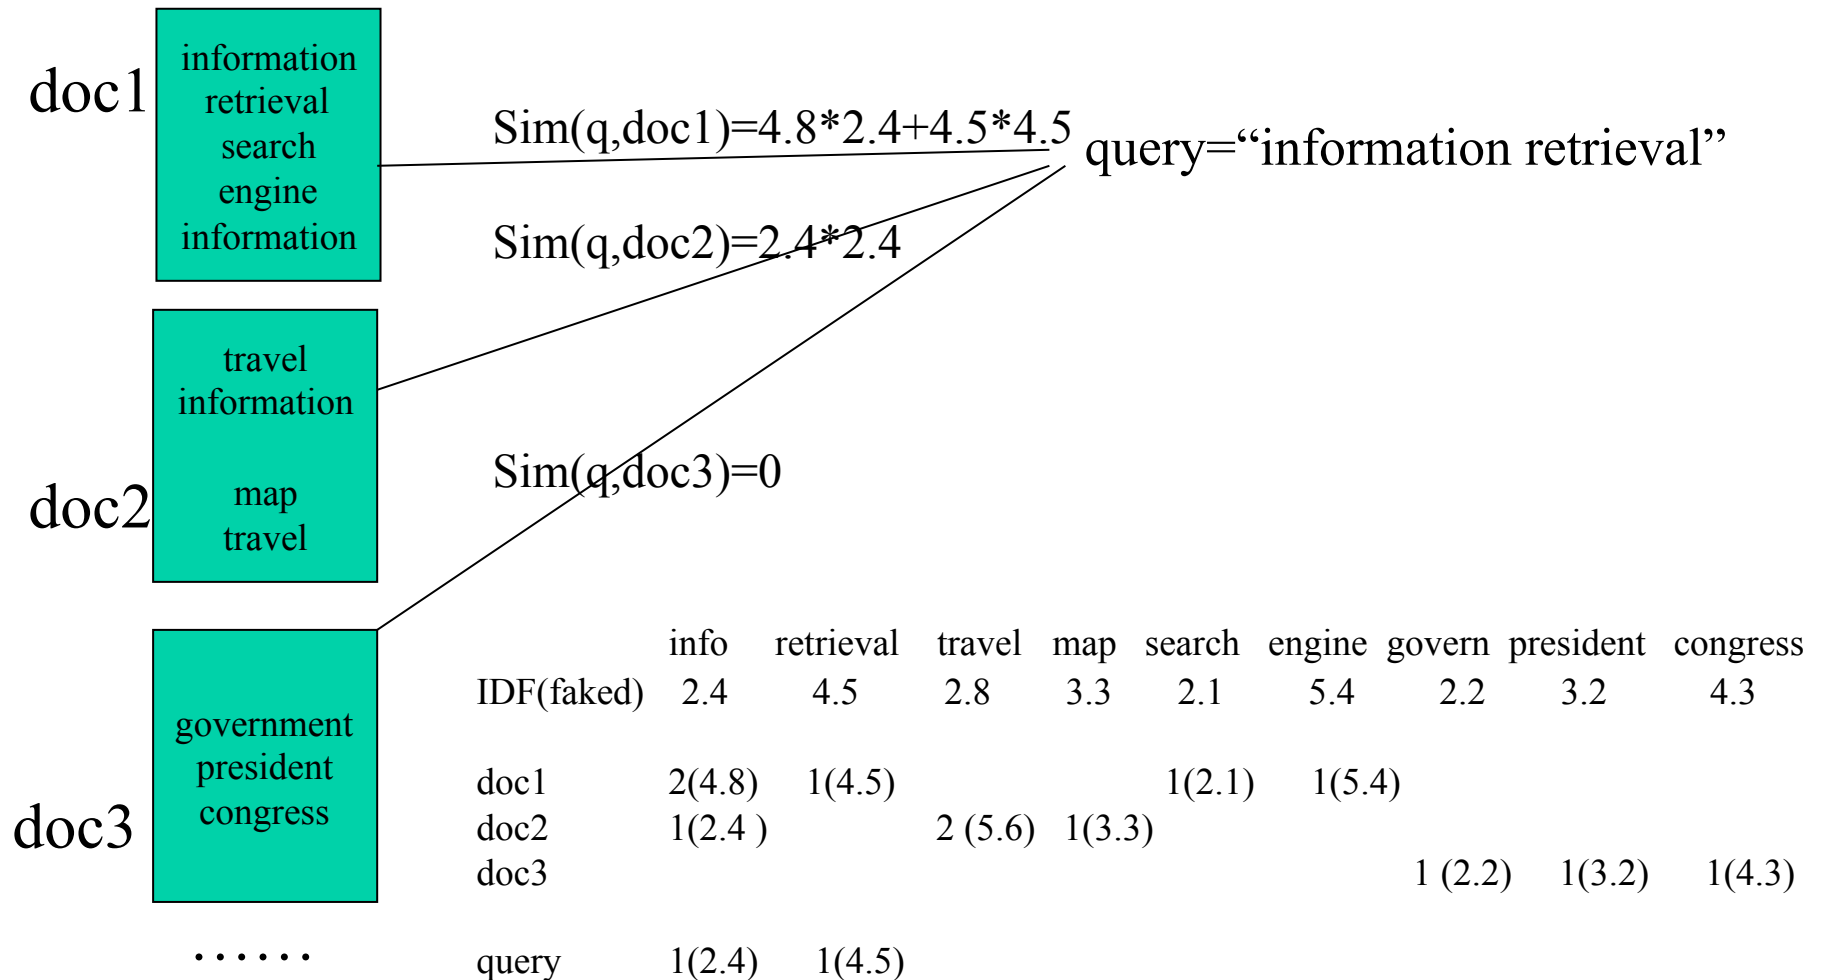 doc1
information
retrieval
search
engine
information
Sim(q,doc1)=4.8*2.4+4.5*4.5
query=“information retrieval”
Sim(q,doc2)=2.4*2.4
doc2
travel
information
map
travel
Sim(q,doc3)=0
doc3
government
president
congress
……
info retrieval travel map search engine govern president congress
IDF(faked) 2.4 4.5 2.8 3.3 2.1 5.4 2.2 3.2 4.3
doc1 2(4.8) 1(4.5) 1(2.1) 1(5.4)
doc2 1(2.4 ) 2 (5.6) 1(3.3)
doc3 1 (2.2) 1(3.2) 1(4.3)
query 1(2.4) 1(4.5)